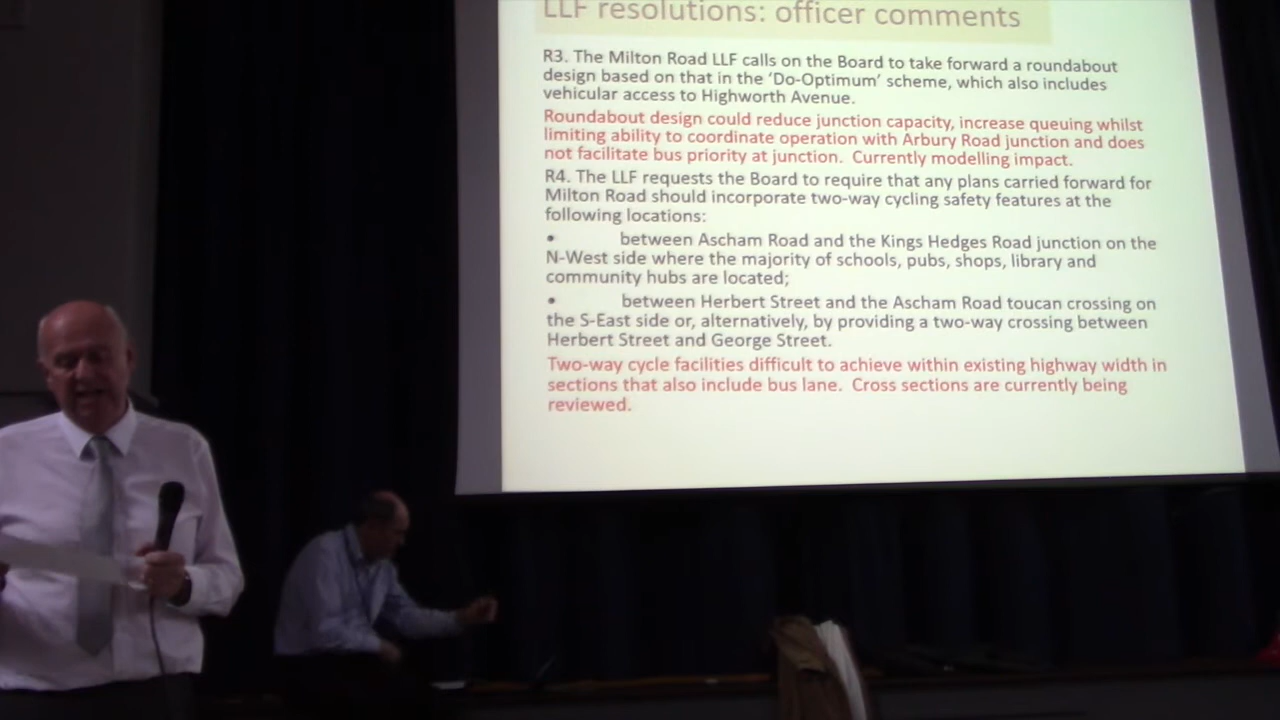 LLF resolutions: officer comments
R3. The Milton Road LLF calls on the Board to take forward a roundabout
design based on that in the ‘Do-Optimum’ scheme, which also includes
vehicular access to Highworth Avenue.
Roundabout design could reduce junction capacity, increase queuing whilst
limiting ability to coordinate operation with Arbury Road junction and does
not facilitate bus priority at junction. Currently modelling impact.
R4. The LLF requests the Board to require that any plans carried forward for
Milton Road should incorporate two-way cycling safety features at the
following locations:
• between Ascham Road and the Kings Hedges Road junction on the
N-West side where the majority of schools, pubs, shops, library and
community hubs are located;
• between Herbert Street and the Ascham Road toucan crossing on
the S-East side or, alternatively, by providing a two-way crossing between
Herbert Street and George Street.
Two-way cycle facilities difficult to achieve within existing highway width in
sections that also include bus lane. Cross sections are currently being
reviewed.